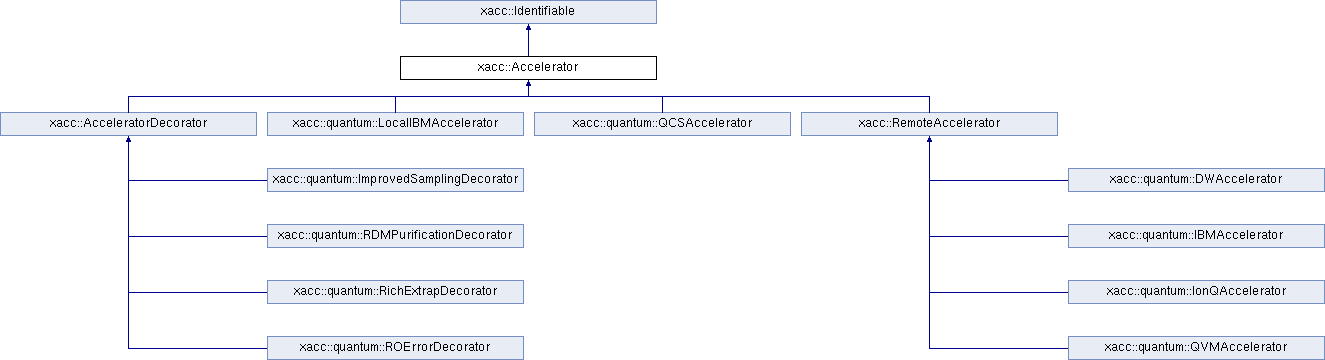 xacc::Identifiable
xacc::Accelerator
xacc::AcceleratorDecorator
xacc::quantum::LocalIBMAccelerator
xacc::quantum::QCSAccelerator
xacc::RemoteAccelerator
xacc::quantum::ImprovedSamplingDecorator
xacc::quantum::DWAccelerator
xacc::quantum::RDMPurificationDecorator
xacc::quantum::IBMAccelerator
xacc::quantum::RichExtrapDecorator
xacc::quantum::IonQAccelerator
xacc::quantum::ROErrorDecorator
xacc::quantum::QVMAccelerator